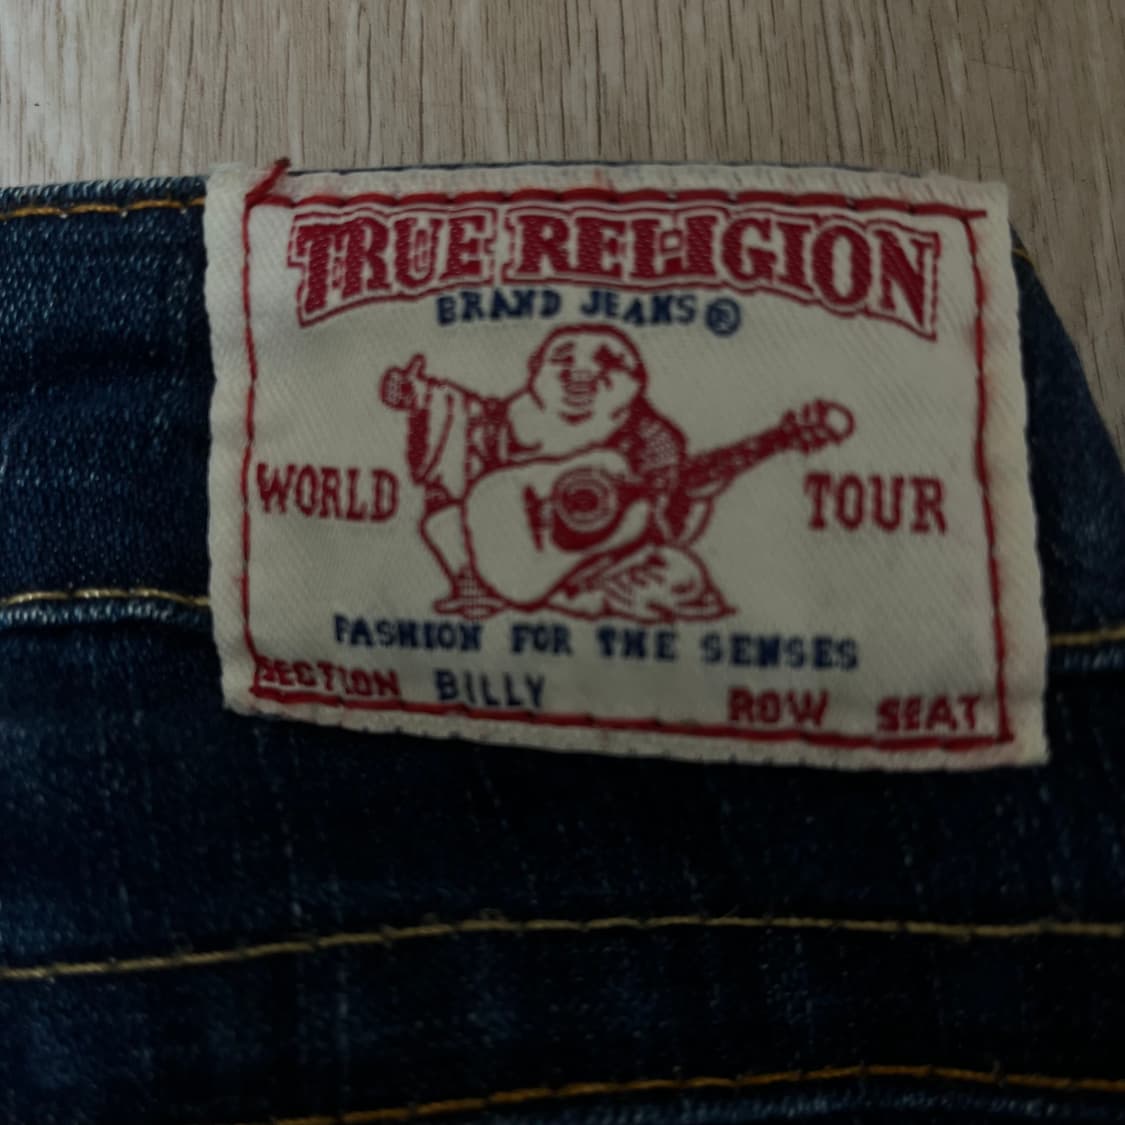 TRUE RELIGION
BRAND JEANS®
WORLD TOUR
FASHION FOR THE SENSES
SECTION BILLY ROW SEAT